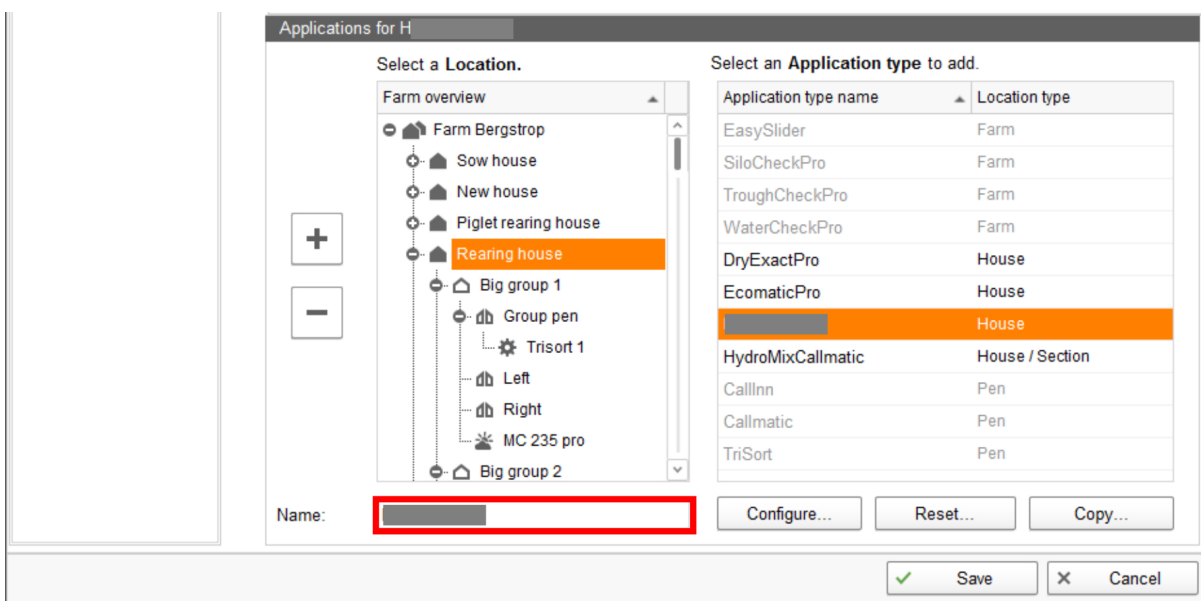 Applications for H
Select a Location.
Select an Application type to add.
Farm overview
Application type name
Location type
Farm Bergstrop
Sow house
New house
Piglet rearing house
Rearing house
Big group 1
Group pen
Trisort 1
Left
Right
MC 235 pro
Big group 2
EasySlider Farm
SiloCheckPro Farm
TroughCheckPro Farm
WaterCheckPro Farm
DryExactPro House
EcomaticPro House
House
HydroMixCallmatic House / Section
CallInn Pen
Callmatic Pen
TriSort Pen
Name:
Configure...
Reset...
Copy...
Save
Cancel